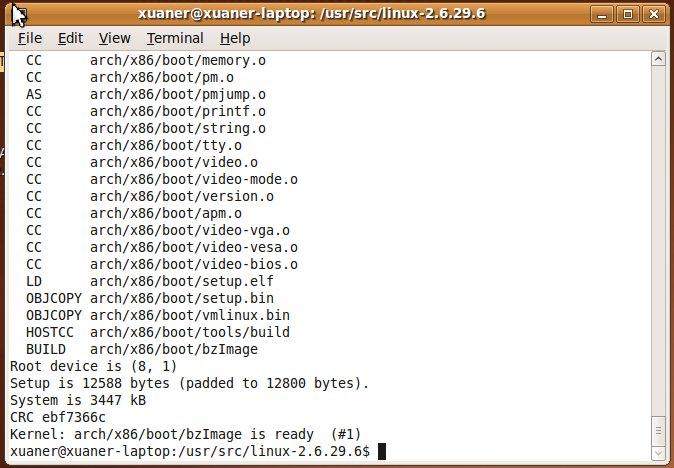 xuaner@xuaner-laptop: /usr/src/linux-2.6.29.6
File Edit View Terminal Help
CC arch/x86/boot/memory.o
CC arch/x86/boot/pm.o
AS arch/x86/boot/pmjump.o
CC arch/x86/boot/printf.o
CC arch/x86/boot/string.o
CC arch/x86/boot/tty.o
CC arch/x86/boot/video.o
CC arch/x86/boot/video-mode.o
CC arch/x86/boot/version.o
CC arch/x86/boot/apm.o
CC arch/x86/boot/video-vga.o
CC arch/x86/boot/video-vesa.o
CC arch/x86/boot/video-bios.o
LD arch/x86/boot/setup.elf
OBJCOPY arch/x86/boot/setup.bin
OBJCOPY arch/x86/boot/vmlinux.bin
HOSTCC arch/x86/boot/tools/build
BUILD arch/x86/boot/bzImage
Root device is (8, 1)
Setup is 12588 bytes (padded to 12800 bytes).
System is 3447 kB
CRC ebf7366c
Kernel: arch/x86/boot/bzImage is ready (#1)
xuaner@xuaner-laptop:/usr/src/linux-2.6.29.6$